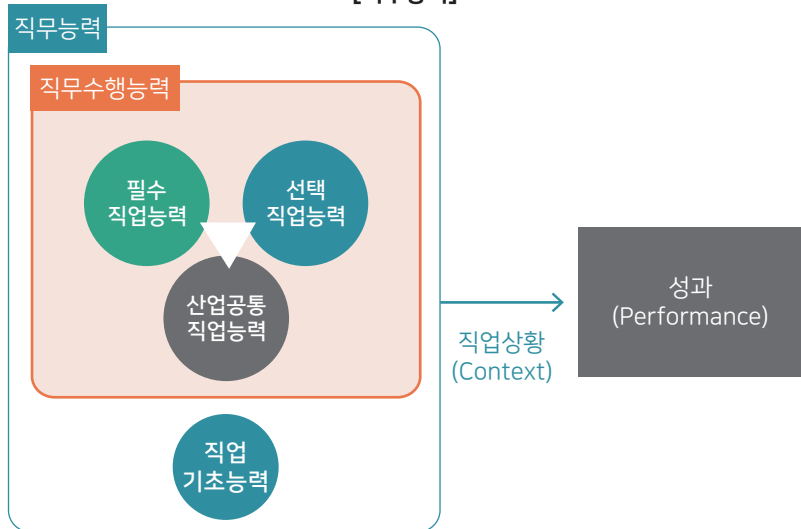 직무능력
직무수행능력
필수
직업능력
선택
직업능력
산업공통
직업능력
직업
기초능력
직업상황
(Context)
성과
(Performance)